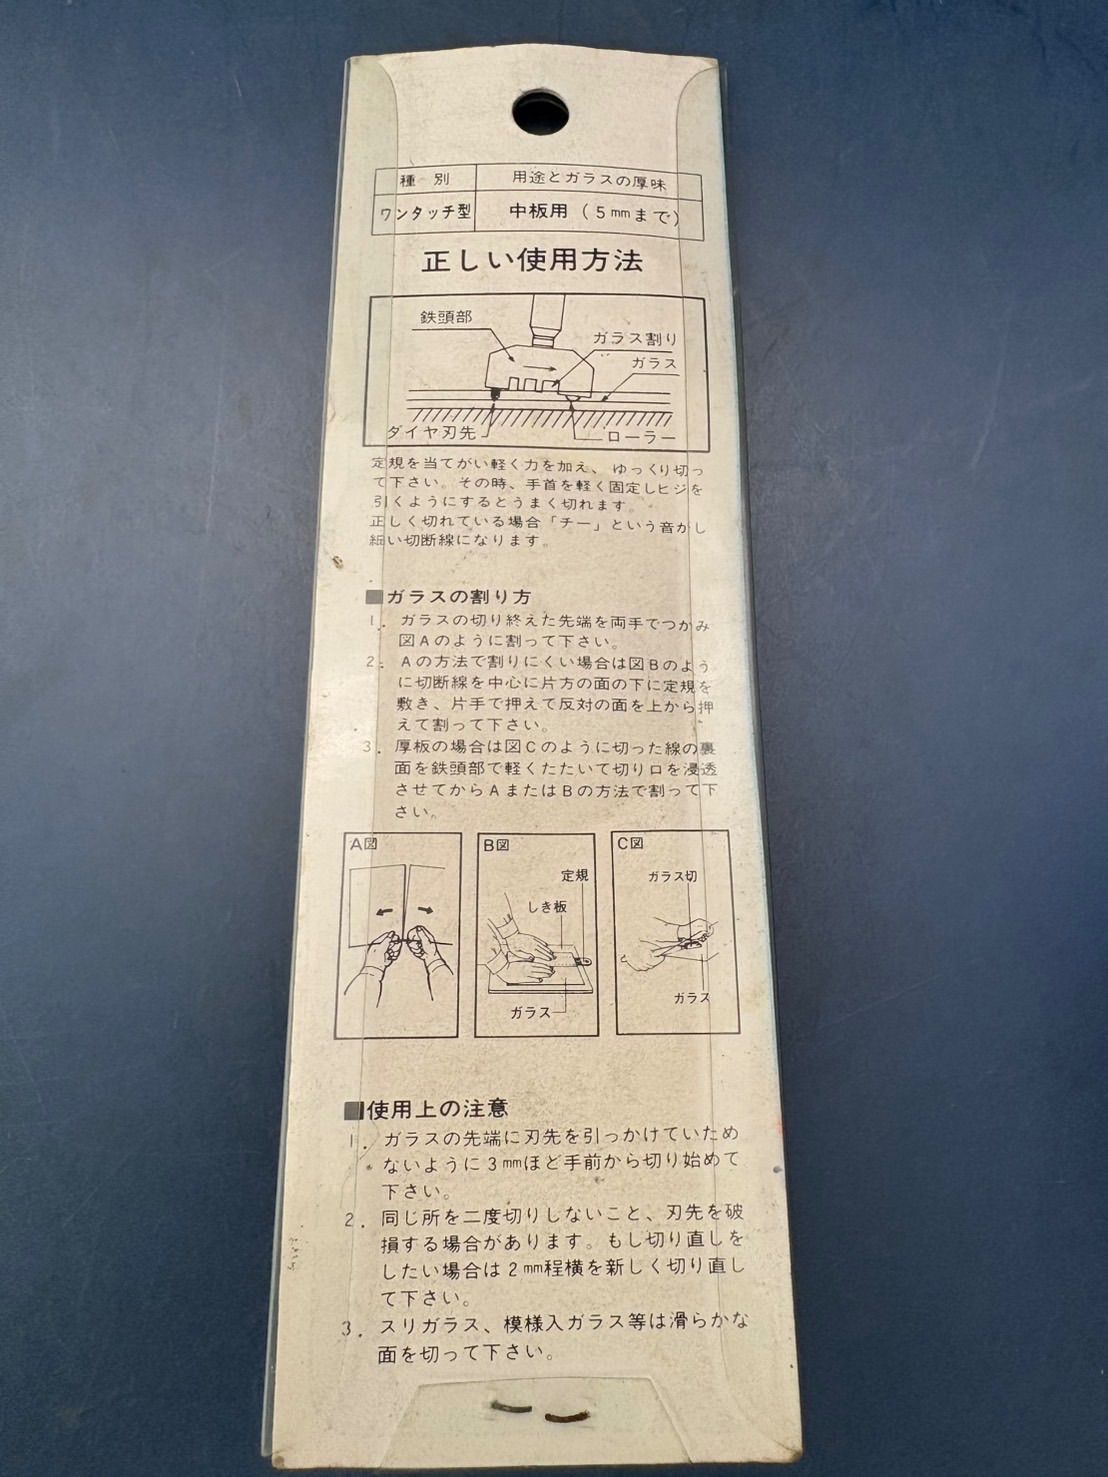 種 別 用途とガラスの厚味
ワンタッチ型 中板用（5mmまで）
正しい使用方法
鉄頭部
ガラス割り
ガラス
ダイヤ刃先
ローラー
定規を当てがい軽く力を加え、ゆっくり切っ
て下さい。その時、手首を軽く固定しヒジを
引くようにするとうまく切れます。
正しく切れている場合「チー」という音がし
細い切断線になります。
■ガラスの割り方
1. ガラスの切り終えた先端を両手でつかみ
図Aのように割って下さい。
2. Aの方法で割りにくい場合は図Bのよう
に切断線を中心に片方の面の下に定規を
敷き、片手で押えて反対の面を上から押
えて割って下さい。
3. 厚板の場合は図Cのように切った線の裏
面を鉄頭部で軽くたたいて切り口を浸透
させてからAまたはBの方法で割って下
さい。
A図
B図
定規
しき板
ガラス
C図
ガラス切
ガラス
■使用上の注意
1. ガラスの先端に刃先を引っかけていため
ないように3mmほど手前から切り始めて
下さい。
2. 同じ所を二度切りしないこと、刃先を破
損する場合があります。もし切り直しを
したい場合は2mm程横を新しく切り直し
て下さい。
3. スリガラス、模様入ガラス等は滑らかな
面を切って下さい。